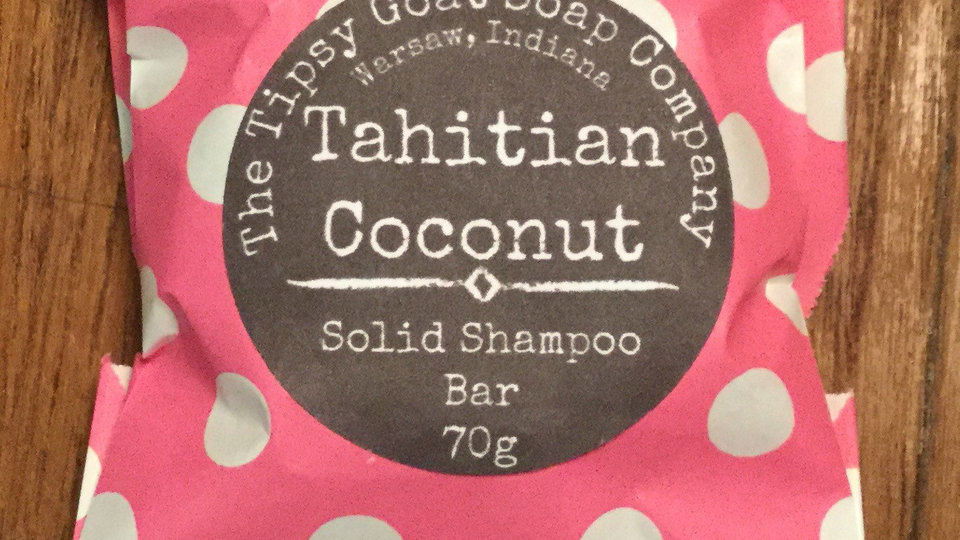 The Tipsy Goat Soap Company
Warsaw, Indiana
Tahitian
Coconut
Solid Shampoo
Bar
70g